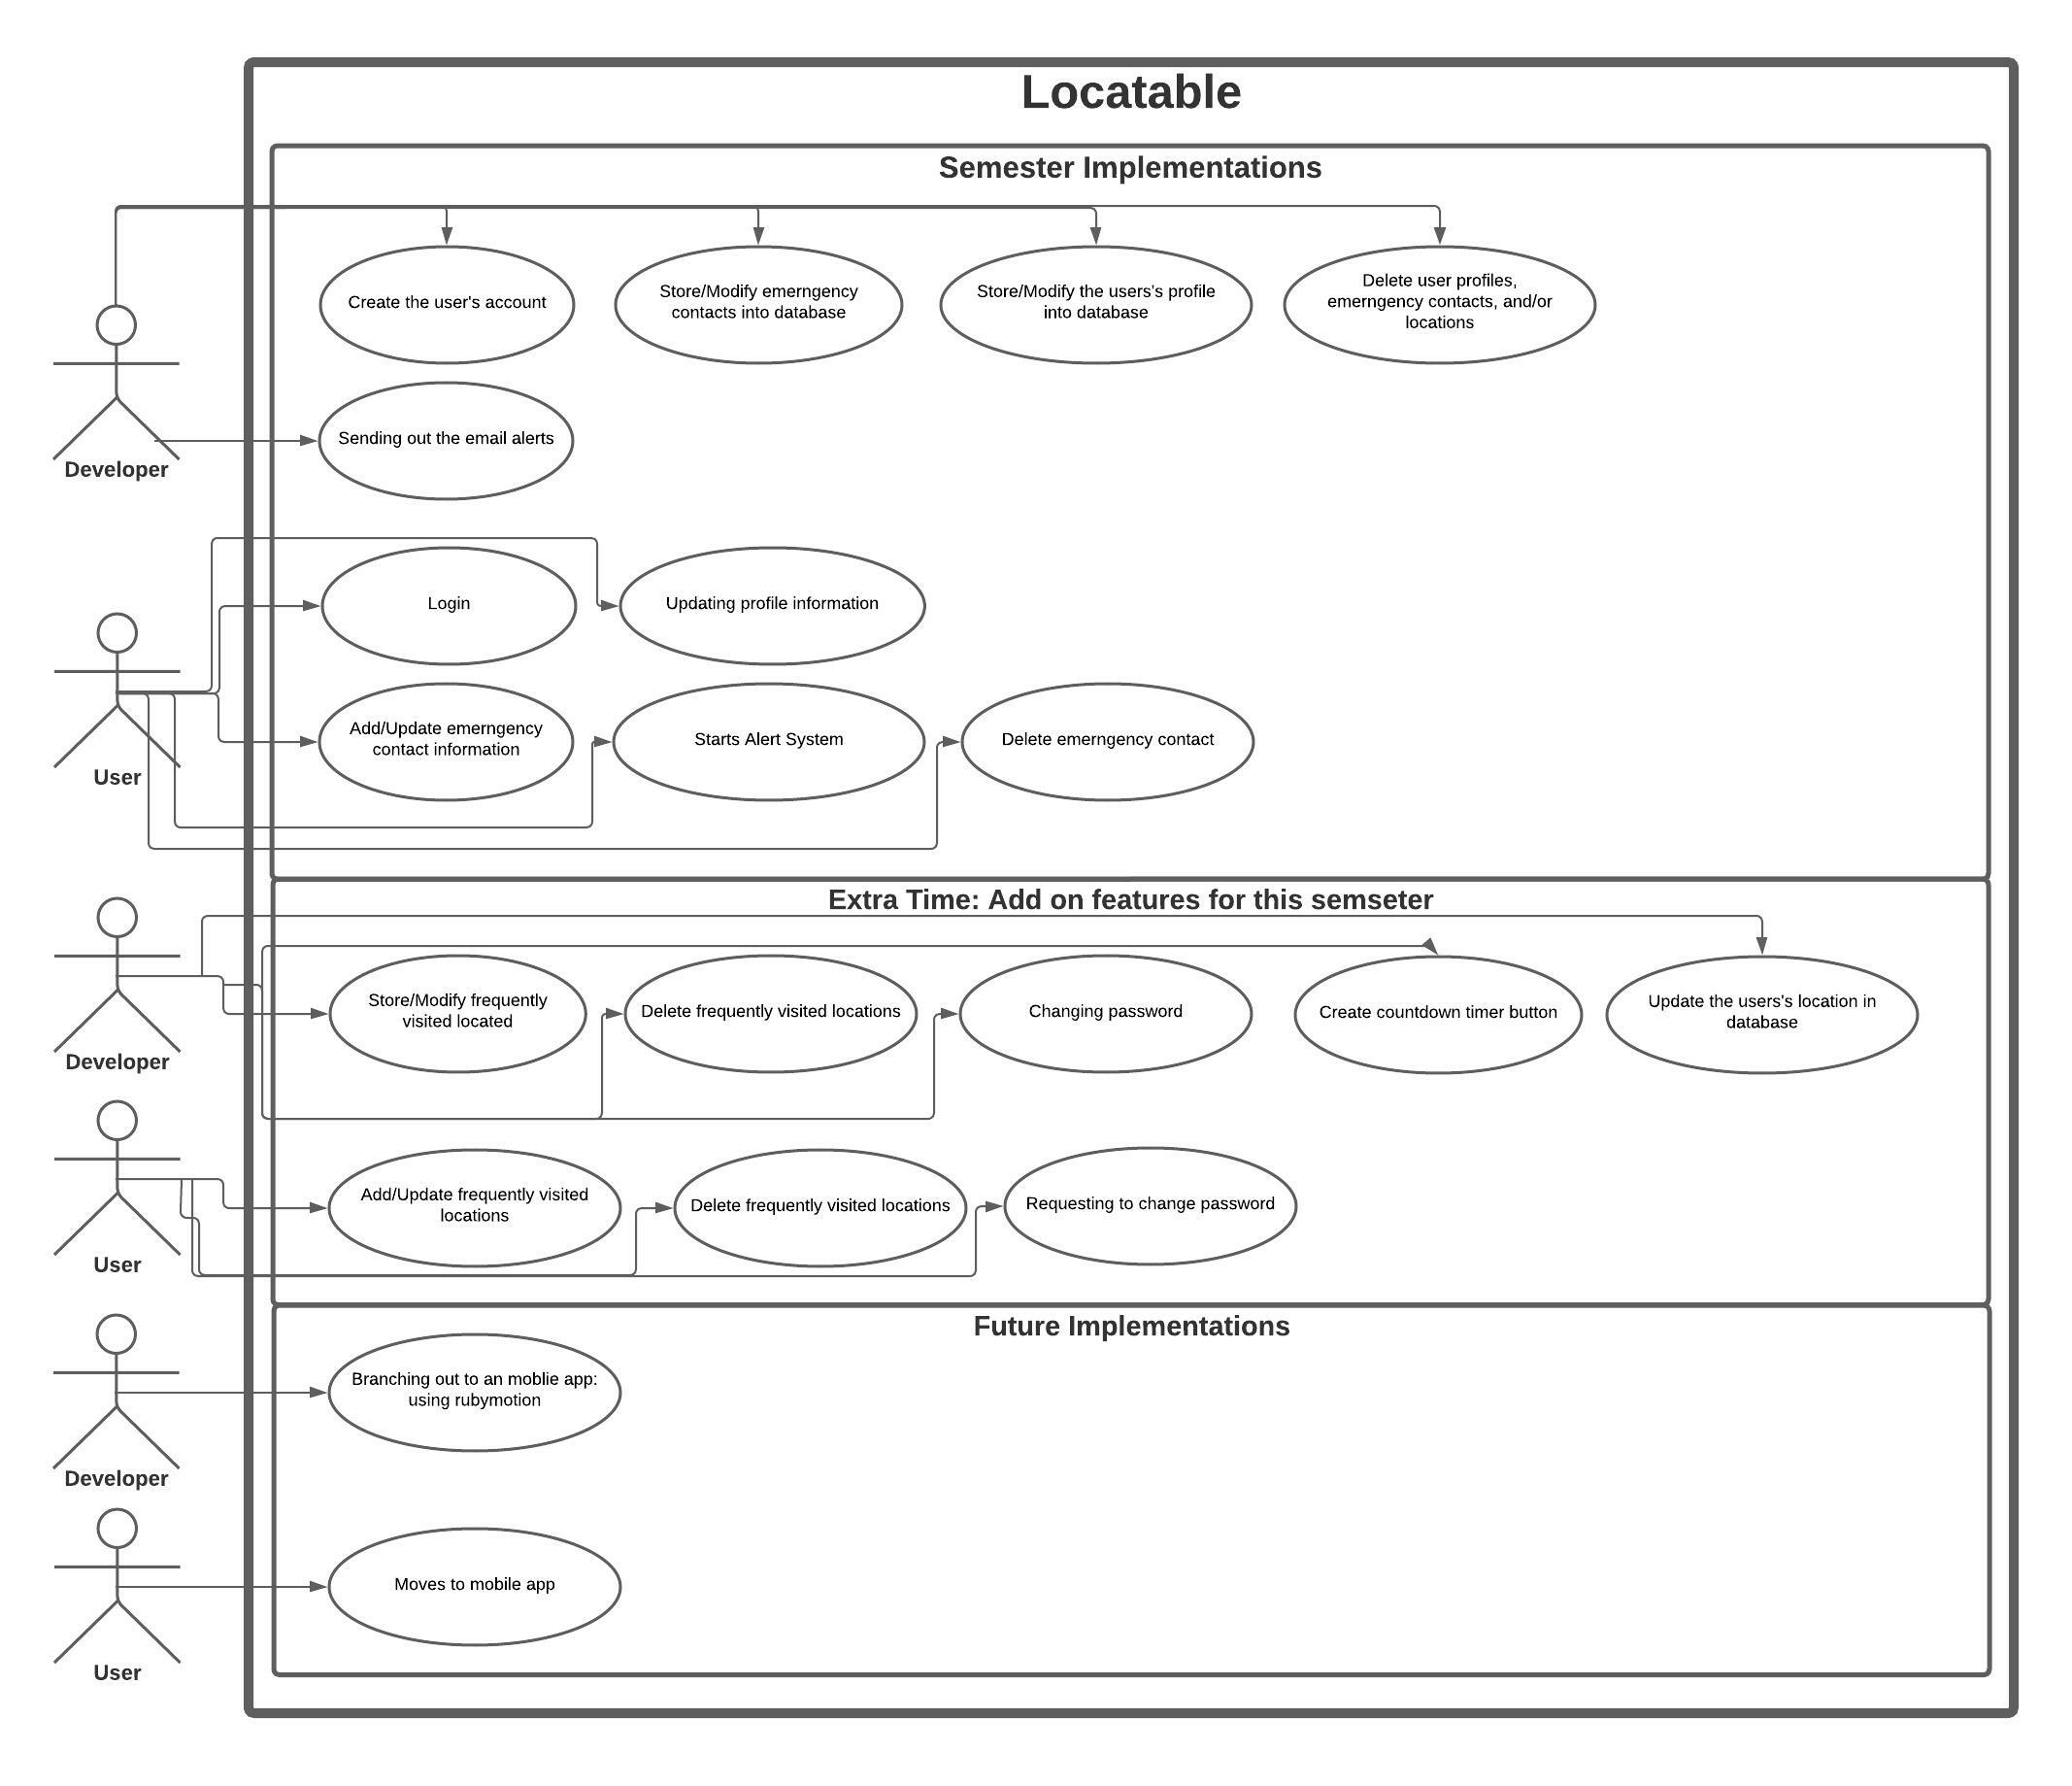 Locatable
Semester Implementations
Create the user's account
Store/Modify emerngency
contacts into database
Store/Modify the users's profile
into database
Delete user profiles,
emerngency contacts, and/or
locations
Sending out the email alerts
Developer
Login
Updating profile information
Add/Update emerngency
contact information
Starts Alert System
Delete emerngency contact
User
Extra Time: Add on features for this semseter
Store/Modify frequently
visited located
Delete frequently visited locations
Changing password
Create countdown timer button
Update the users's location in
database
Developer
Add/Update frequently visited
locations
Delete frequently visited locations
Requesting to change password
User
Future Implementations
Branching out to an moblie app:
using rubymotion
Developer
Moves to mobile app
User